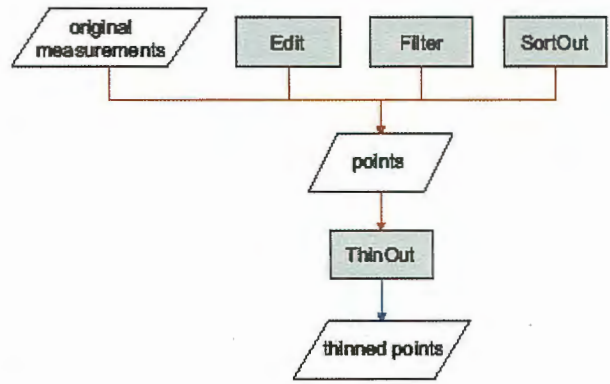 original
measurements
Edit
Filter
SortOut
points
ThinOut
thinned points